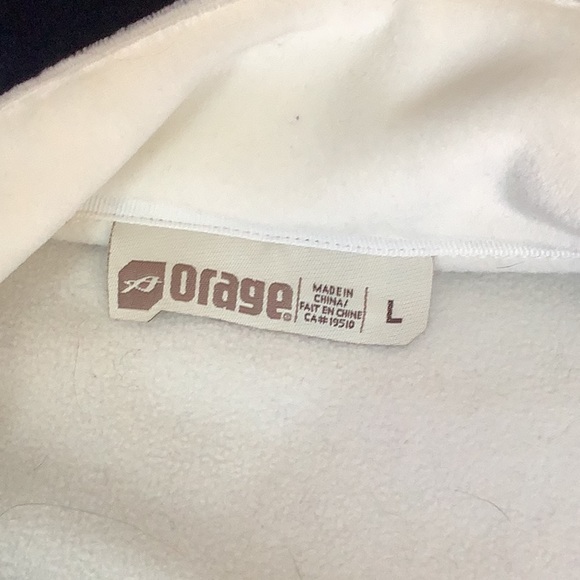 Orage®
MADE IN
CHINA/
FAIT EN CHINE
CA# 19510
L